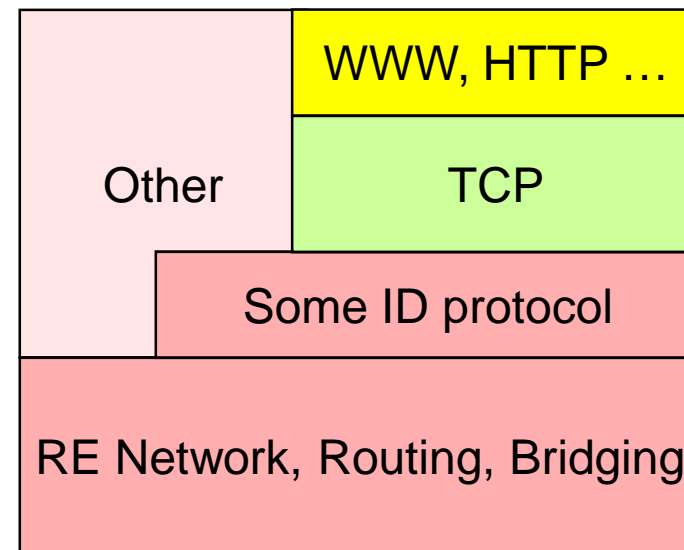 WWW, HTTP …
Other
TCP
Some ID protocol
RE Network, Routing, Bridging